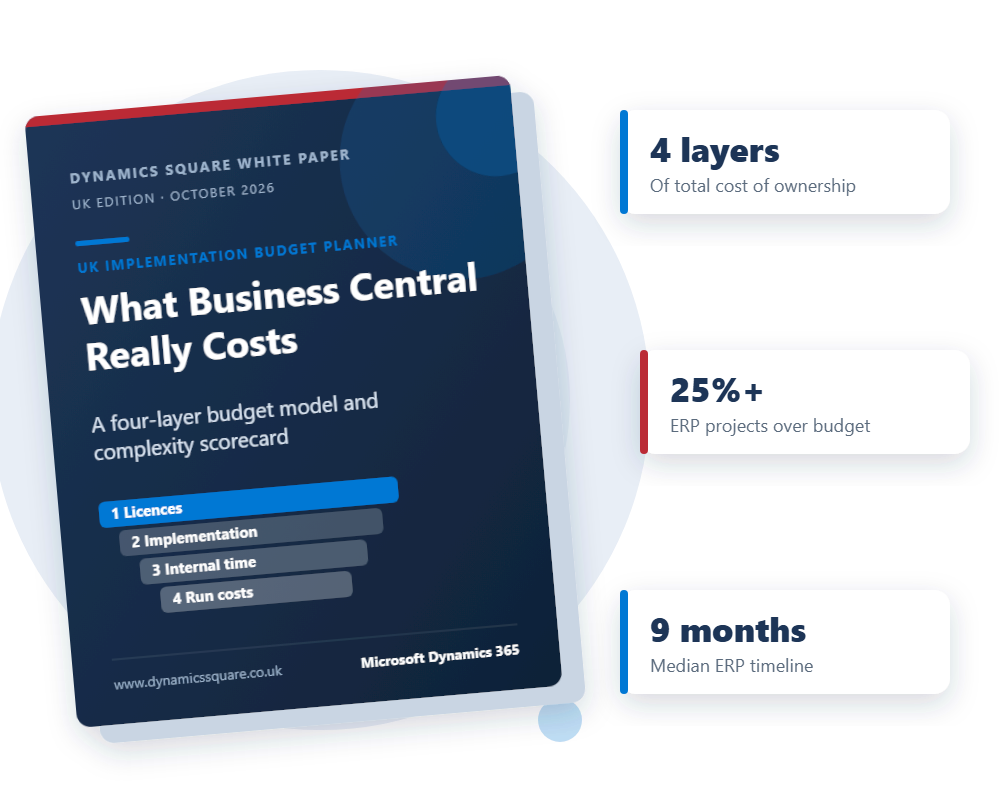 DYNAMICS SQUARE WHITE PAPER
UK EDITION · OCTOBER 2026
UK IMPLEMENTATION BUDGET PLANNER
What Business Central
Really Costs
A four-layer budget model and
complexity scorecard
1 Licences
2 Implementation
3 Internal time
4 Run costs
www.dynamicssquare.co.uk
Microsoft Dynamics 365
4 layers
Of total cost of ownership
25%+
ERP projects over budget
9 months
Median ERP timeline